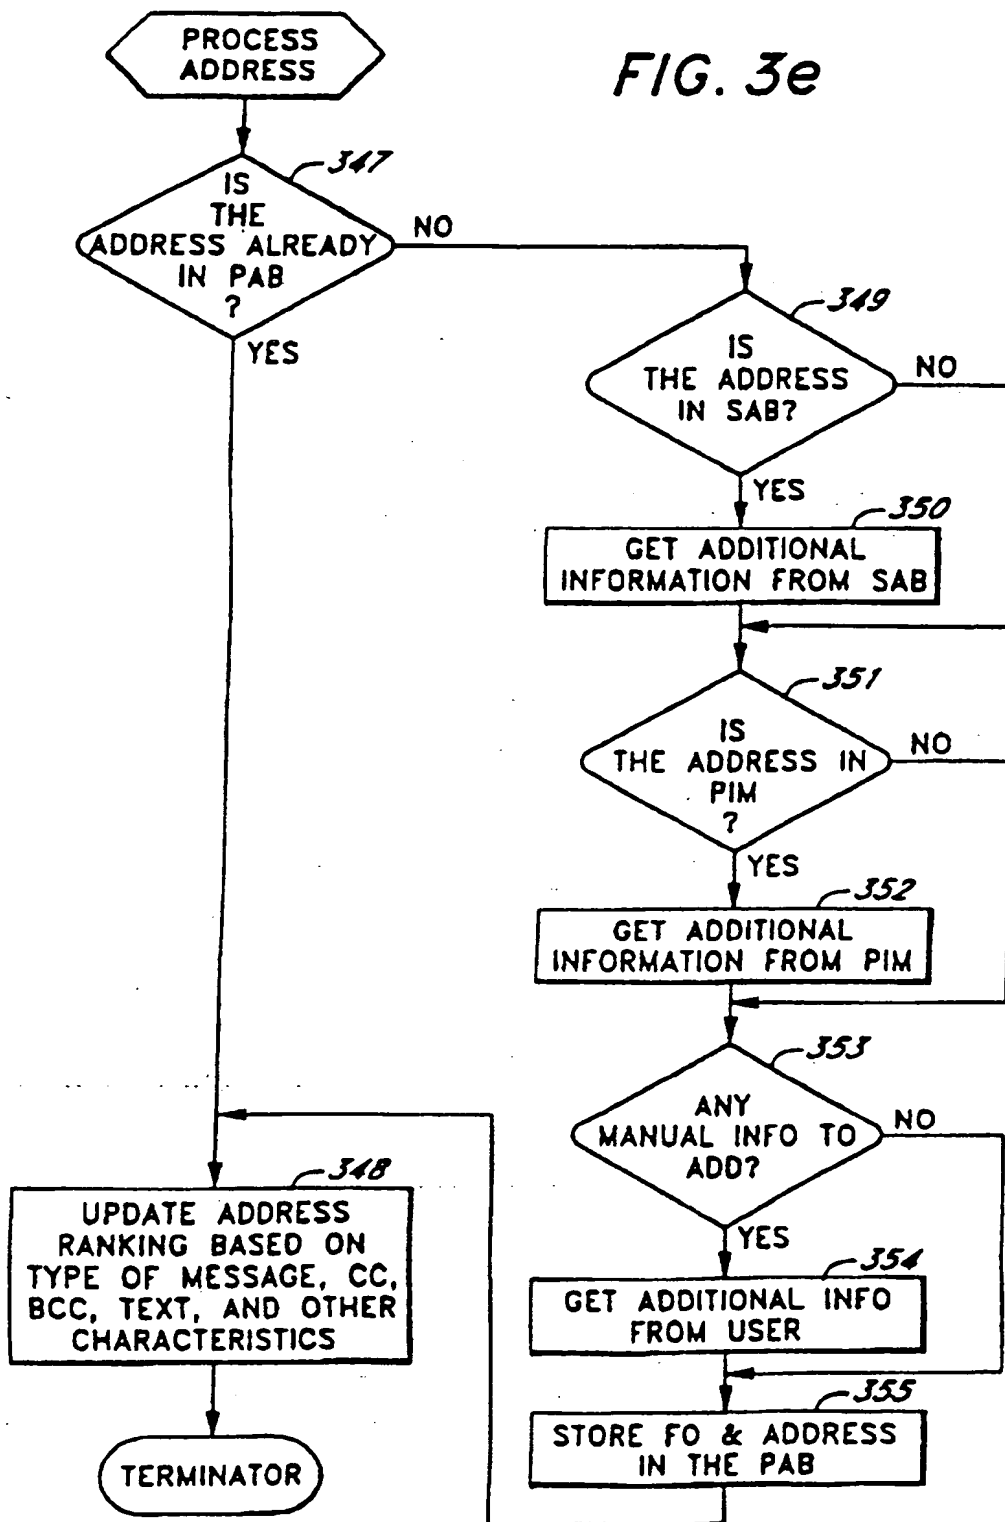 PROCESS
ADDRESS
FIG. 3e
347
IS
THE
ADDRESS ALREADY
IN PAB
?
NO
YES
349
IS
THE ADDRESS
IN SAB?
NO
YES
350
GET ADDITIONAL
INFORMATION FROM SAB
351
IS
THE ADDRESS IN
PIM
?
NO
YES
352
GET ADDITIONAL
INFORMATION FROM PIM
353
ANY
MANUAL INFO TO
ADD?
NO
YES
354
GET ADDITIONAL INFO
FROM USER
355
STORE FO & ADDRESS
IN THE PAB
348
UPDATE ADDRESS
RANKING BASED ON
TYPE OF MESSAGE, CC,
BCC, TEXT, AND OTHER
CHARACTERISTICS
TERMINATOR